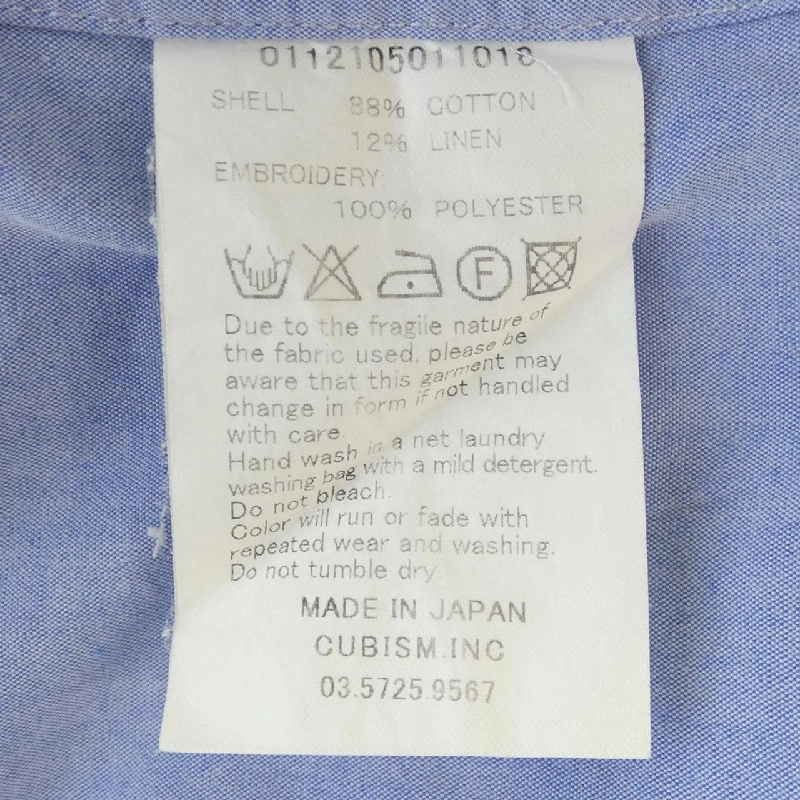 0112105011018
SHELL 88% COTTON
12% LINEN
EMBROIDERY:
100% POLYESTER
F
Due to the fragile nature of
the fabric used, please be
aware that this garment may
change in form if not handled
with care.
Hand wash in a net laundry
washing bag with a mild detergent.
Do not bleach.
Color will run or fade with
repeated wear and washing.
Do not tumble dry.
MADE IN JAPAN
CUBISM.INC
03.5725.9567